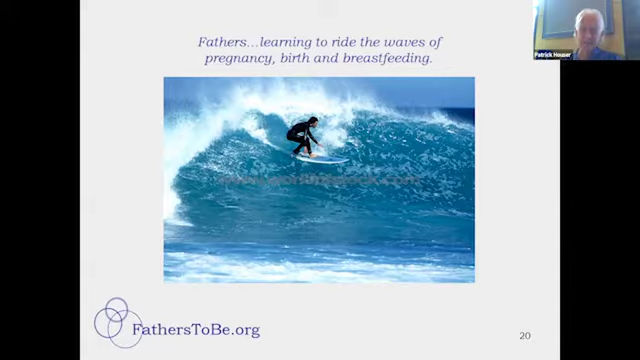 Fathers...learning to ride the waves of
pregnancy, birth and breastfeeding.
Patrick Houser
FathersToBe.org
20